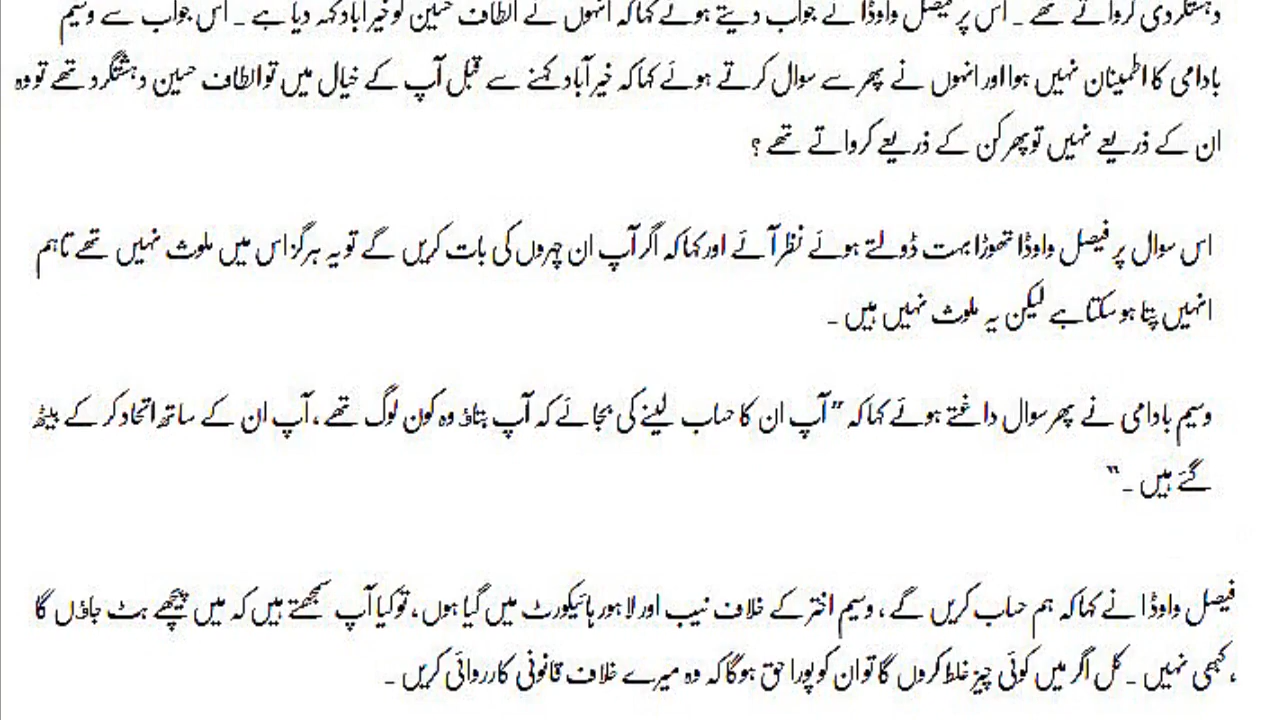 دہشتگردی کرواتے تھے ۔ اس پر فیصل واوڈا نے جواب دیتے ہوئے کہا کہ انہوں نے الطاف حسین کو خیر آباد کہہ دیا ہے ۔ اس جواب سے وسیم
بادامی کا اطمینان نہیں ہوا اور انہوں نے پھر سے سوال کرتے ہوئے کہا کہ خیر آباد کہنے سے قبل آپ کے خیال میں تو الطاف حسین دہشتگرد تھے تو وہ
ان کے ذریعے نہیں تو پھر کن کے ذریعے کرواتے تھے ؟
اس سوال پر فیصل واوڈا تھوڑا بہت ڈولتے ہوئے نظر آئے اور کہا کہ اگر آپ ان چہروں کی بات کریں گے تو یہ ہرگز اس میں ملوث نہیں تھے تاہم
انہیں پتا ہو سکتا ہے لیکن یہ ملوث نہیں ہیں ۔
وسیم بادامی نے پھر سوال داغتے ہوئے کہا کہ ” آپ ان کا حساب لینے کی بجائے کہ آپ بتاؤ وہ کون لوگ تھے ، آپ ان کے ساتھ اتحاد کر کے بیٹھ
گئے ہیں ۔“
فیصل واوڈا نے کہا کہ ہم حساب کریں گے ، وسیم اختر کے خلاف نیب اور لاہور ہائیکورٹ میں گیا ہوں ، تو کیا آپ سمجھتے ہیں کہ میں پیچھے ہٹ جاؤں گا
، کبھی نہیں ۔ کل اگر میں کوئی چیز غلط کروں گا تو ان کو پورا حق ہو گا کہ وہ میرے خلاف قانونی کارروائی کریں ۔